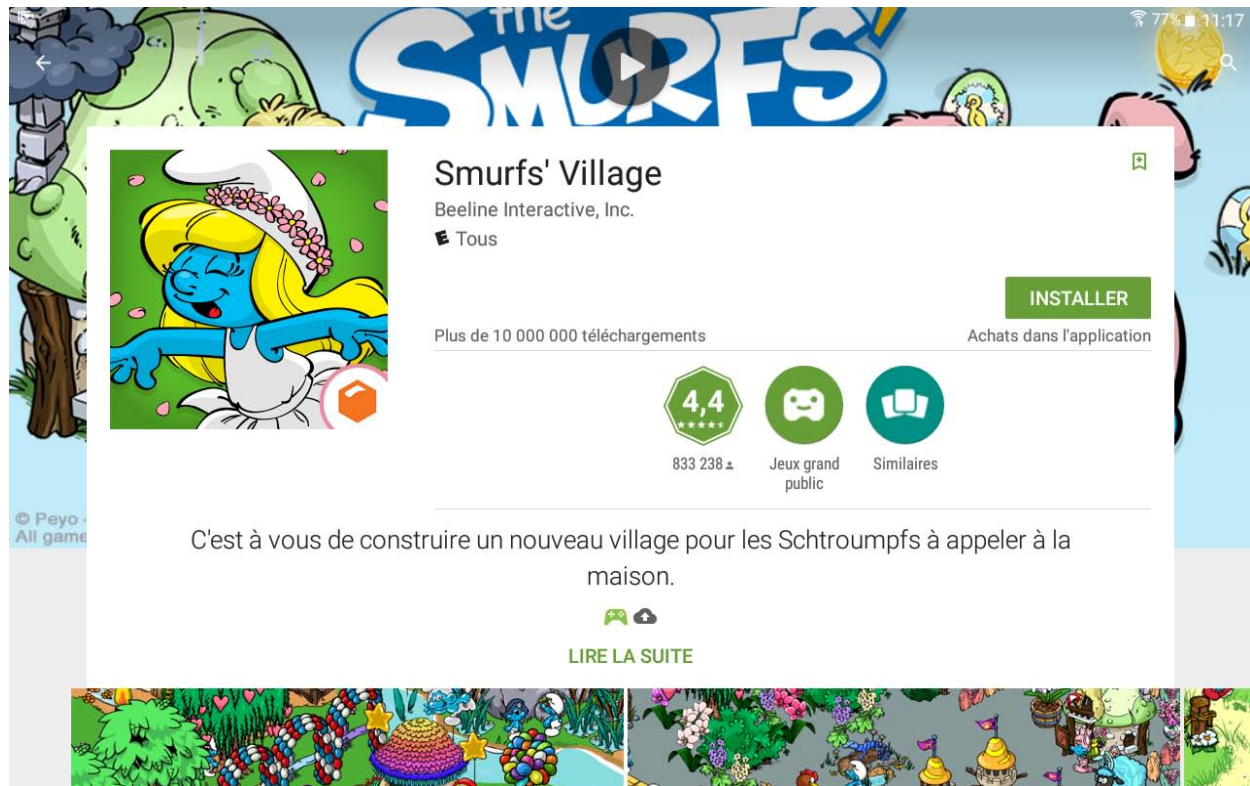 the
77% 11:17
SMURFS'
Smurfs' Village
Beeline Interactive, Inc.
E Tous
INSTALLER
Plus de 10 000 000 téléchargements
Achats dans l'application
4,4
833 238
Jeux grand
public
Similaires
© Peyo -
All game
C'est à vous de construire un nouveau village pour les Schtroumpfs à appeler à la
maison.
LIRE LA SUITE